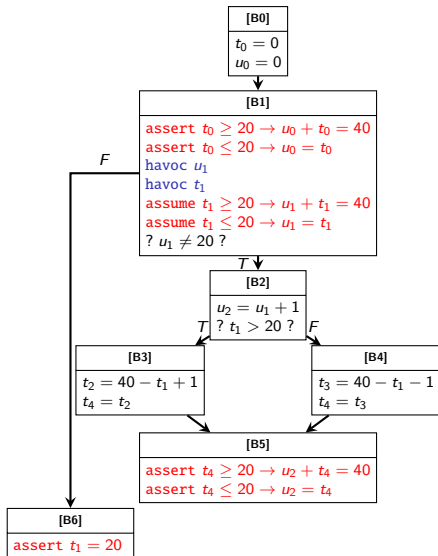 [B0]
t₀ = 0
u₀ = 0
[B1]
assert t₀ ≥ 20 → u₀ + t₀ = 40
assert t₀ ≤ 20 → u₀ = t₀
havoc u₁
havoc t₁
assume t₁ ≥ 20 → u₁ + t₁ = 40
assume t₁ ≤ 20 → u₁ = t₁
? u₁ ≠ 20 ?
F
T
[B2]
u₂ = u₁ + 1
? t₁ > 20 ?
T
F
[B3]
t₂ = 40 − t₁ + 1
t₄ = t₂
[B4]
t₃ = 40 − t₁ − 1
t₄ = t₃
[B5]
assert t₄ ≥ 20 → u₂ + t₄ = 40
assert t₄ ≤ 20 → u₂ = t₄
[B6]
assert t₁ = 20